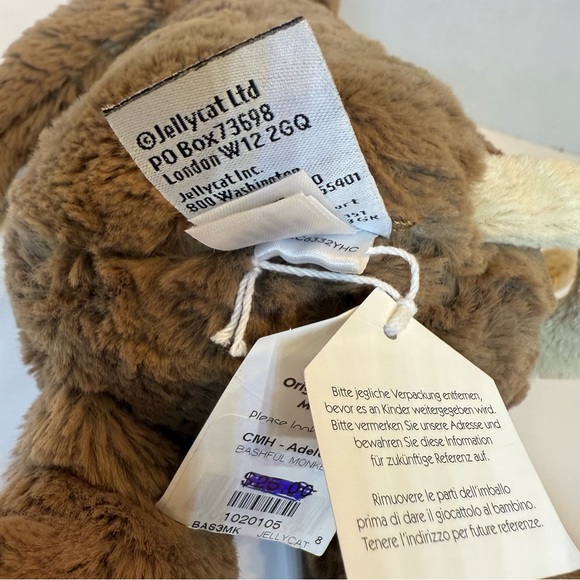 ©Jellycat Ltd
PO Box 73698
London W12 2GQ
Jellycat Inc.
800 Washington
55401
C6332YHC
Please
CMH -
BASHFUL
1020105
BAS3MK JELLYCAT 8
Bitte jegliche Verpackung entfernen,
bevor es an Kinder weitergegeben wird.
Bitte vermerken Sie unsere Adresse und
bewahren Sie diese Information
für zukünftige Referenz auf.
Rimuovere le parti dell'imballo
prima di dare il giocattolo al bambino.
Tenere l'indirizzo per future referenze..